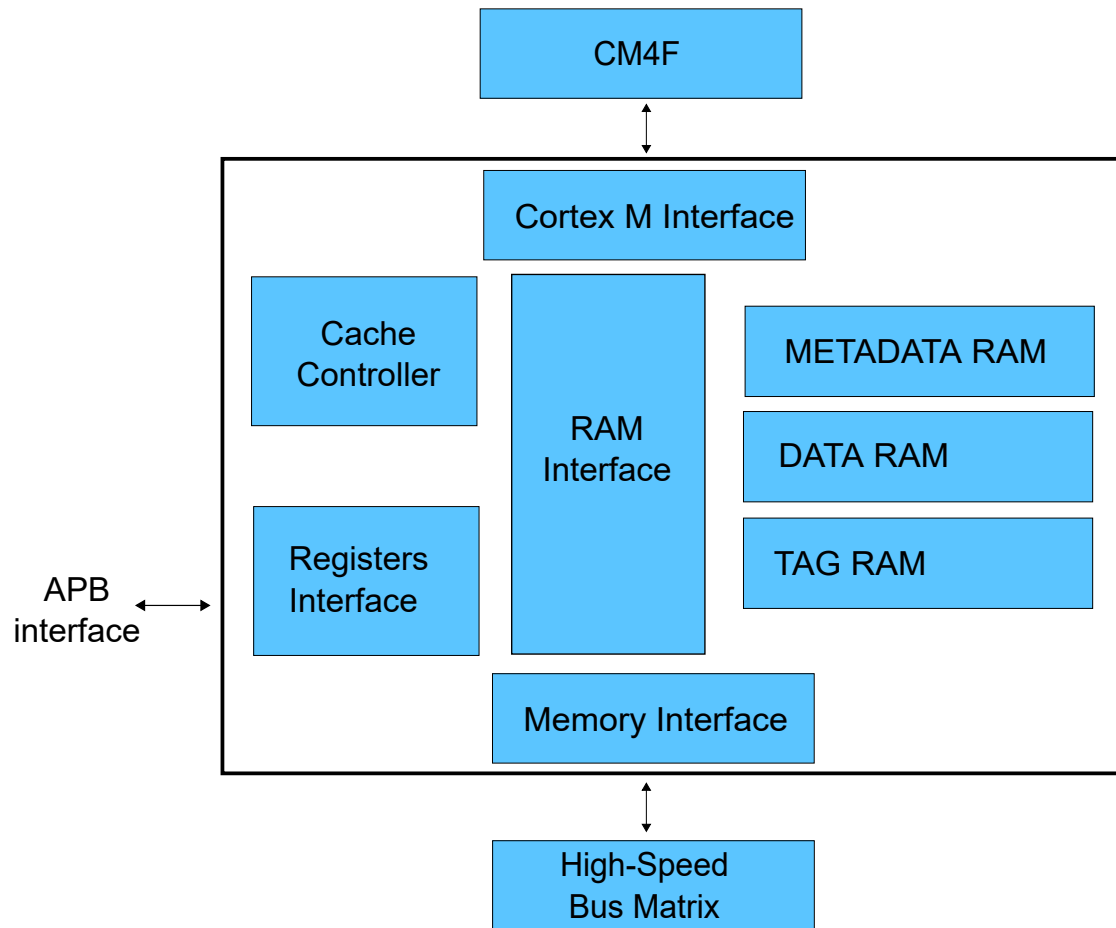 CM4F
Cortex M Interface
Cache
Controller
RAM
Interface
METADATA RAM
DATA RAM
TAG RAM
Registers
Interface
APB
interface
Memory Interface
High-Speed
Bus Matrix